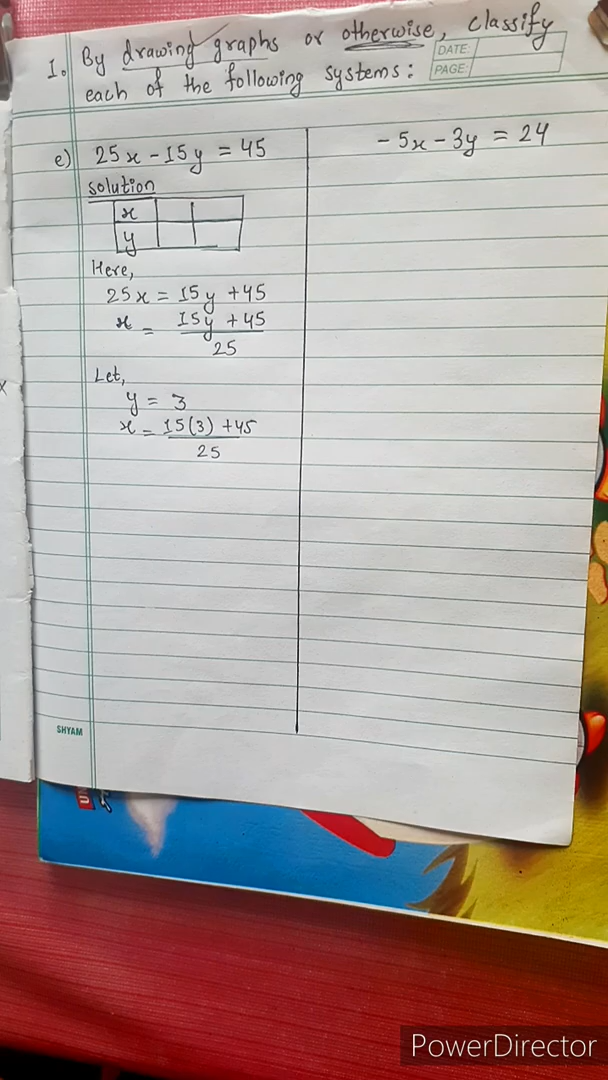 1. By drawing graphs or otherwise, classify
each of the following systems:
DATE:
PAGE:
e) 25x - 15y = 45
- 5x - 3y = 24
solution
x
y
Here,
25x = 15y + 45
x = 15y + 45
25
Let,
y = 3
x = 15(3) + 45
25
SHYAM
PowerDirector